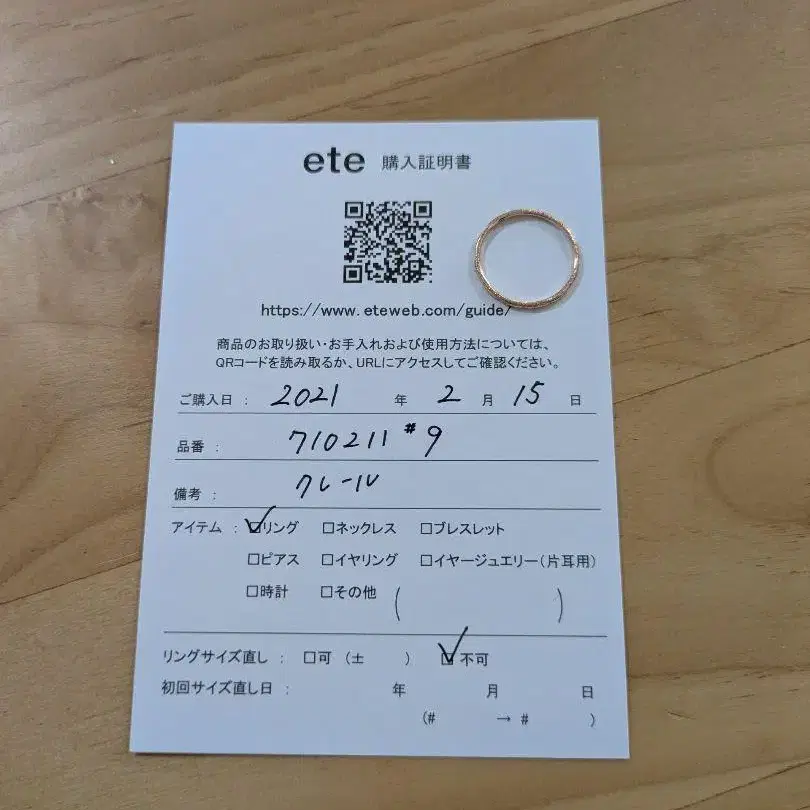 ete 購入証明書
https://www.eteweb.com/guide/
商品のお取り扱い・お手入れおよび使用方法については、
QRコードを読み取るか、URLにアクセスしてご確認ください。
ご購入日 : 2021 年 2 月 15 日
品番 : 710211 #9
備考 : クレール
アイテム : ☑リング □ネックレス □ブレスレット
□ピアス □イヤリング □イヤージュエリー(片耳用)
□時計 □その他 ( )
リングサイズ直し : □可 (± ) ☑不可
初回サイズ直し日 : 年 月 日
(# → # )